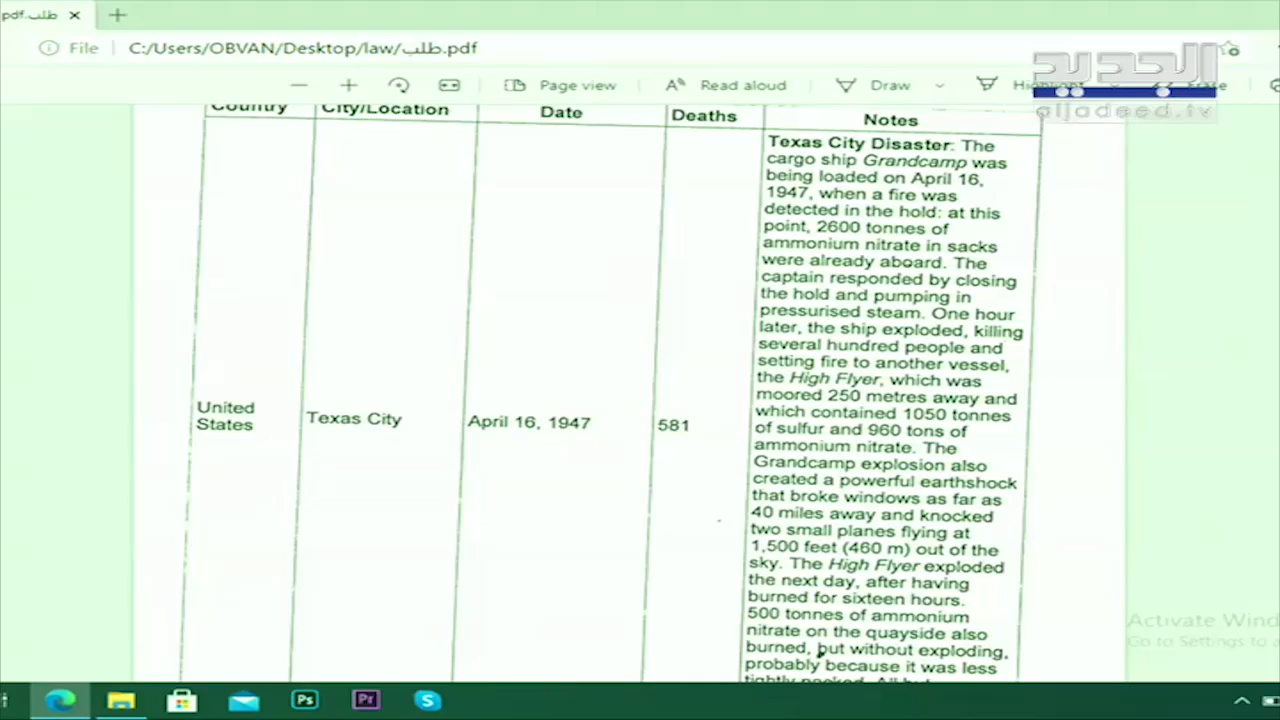 طلب.pdf
File C:/Users/OBVAN/Desktop/law/طلب.pdf
الجديد
aljadeed.tv
Page view Read aloud Draw Highlight Erase
Country City/Location Date Deaths Notes
United
States
Texas City
April 16, 1947
581
Texas City Disaster: The
cargo ship Grandcamp was
being loaded on April 16,
1947, when a fire was
detected in the hold: at this
point, 2600 tonnes of
ammonium nitrate in sacks
were already aboard. The
captain responded by closing
the hold and pumping in
pressurised steam. One hour
later, the ship exploded, killing
several hundred people and
setting fire to another vessel,
the High Flyer, which was
moored 250 metres away and
which contained 1050 tonnes
of sulfur and 960 tons of
ammonium nitrate. The
Grandcamp explosion also
created a powerful earthshock
that broke windows as far as
40 miles away and knocked
two small planes flying at
1,500 feet (460 m) out of the
sky. The High Flyer exploded
the next day, after having
burned for sixteen hours.
500 tonnes of ammonium
nitrate on the quayside also
burned, but without exploding,
probably because it was less
tightly packed. All but
Activate Wind
Go to Settings to a
Ps Pr